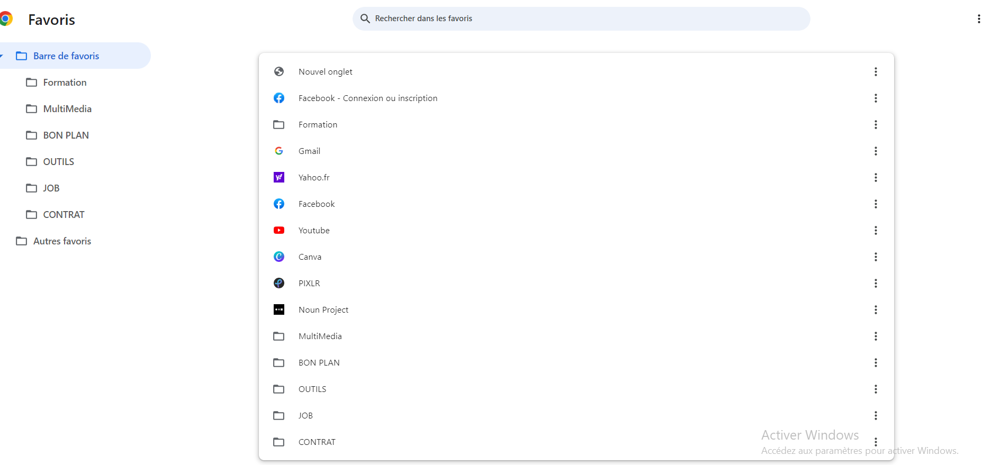 Favoris
Rechercher dans les favoris
Barre de favoris
Formation
MultiMedia
BON PLAN
OUTILS
JOB
CONTRAT
Autres favoris
Nouvel onglet
Facebook - Connexion ou inscription
Formation
Gmail
Yahoo.fr
Facebook
Youtube
Canva
PIXLR
Noun Project
MultiMedia
BON PLAN
OUTILS
JOB
CONTRAT
Activer Windows
Accédez aux paramètres pour activer Windows.